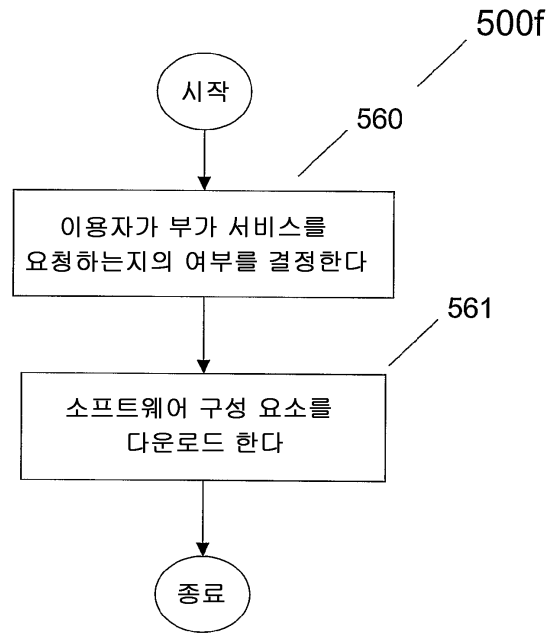 500f
시작
560
이용자가 부가 서비스를
요청하는지의 여부를 결정한다
561
소프트웨어 구성 요소를
다운로드 한다
종료